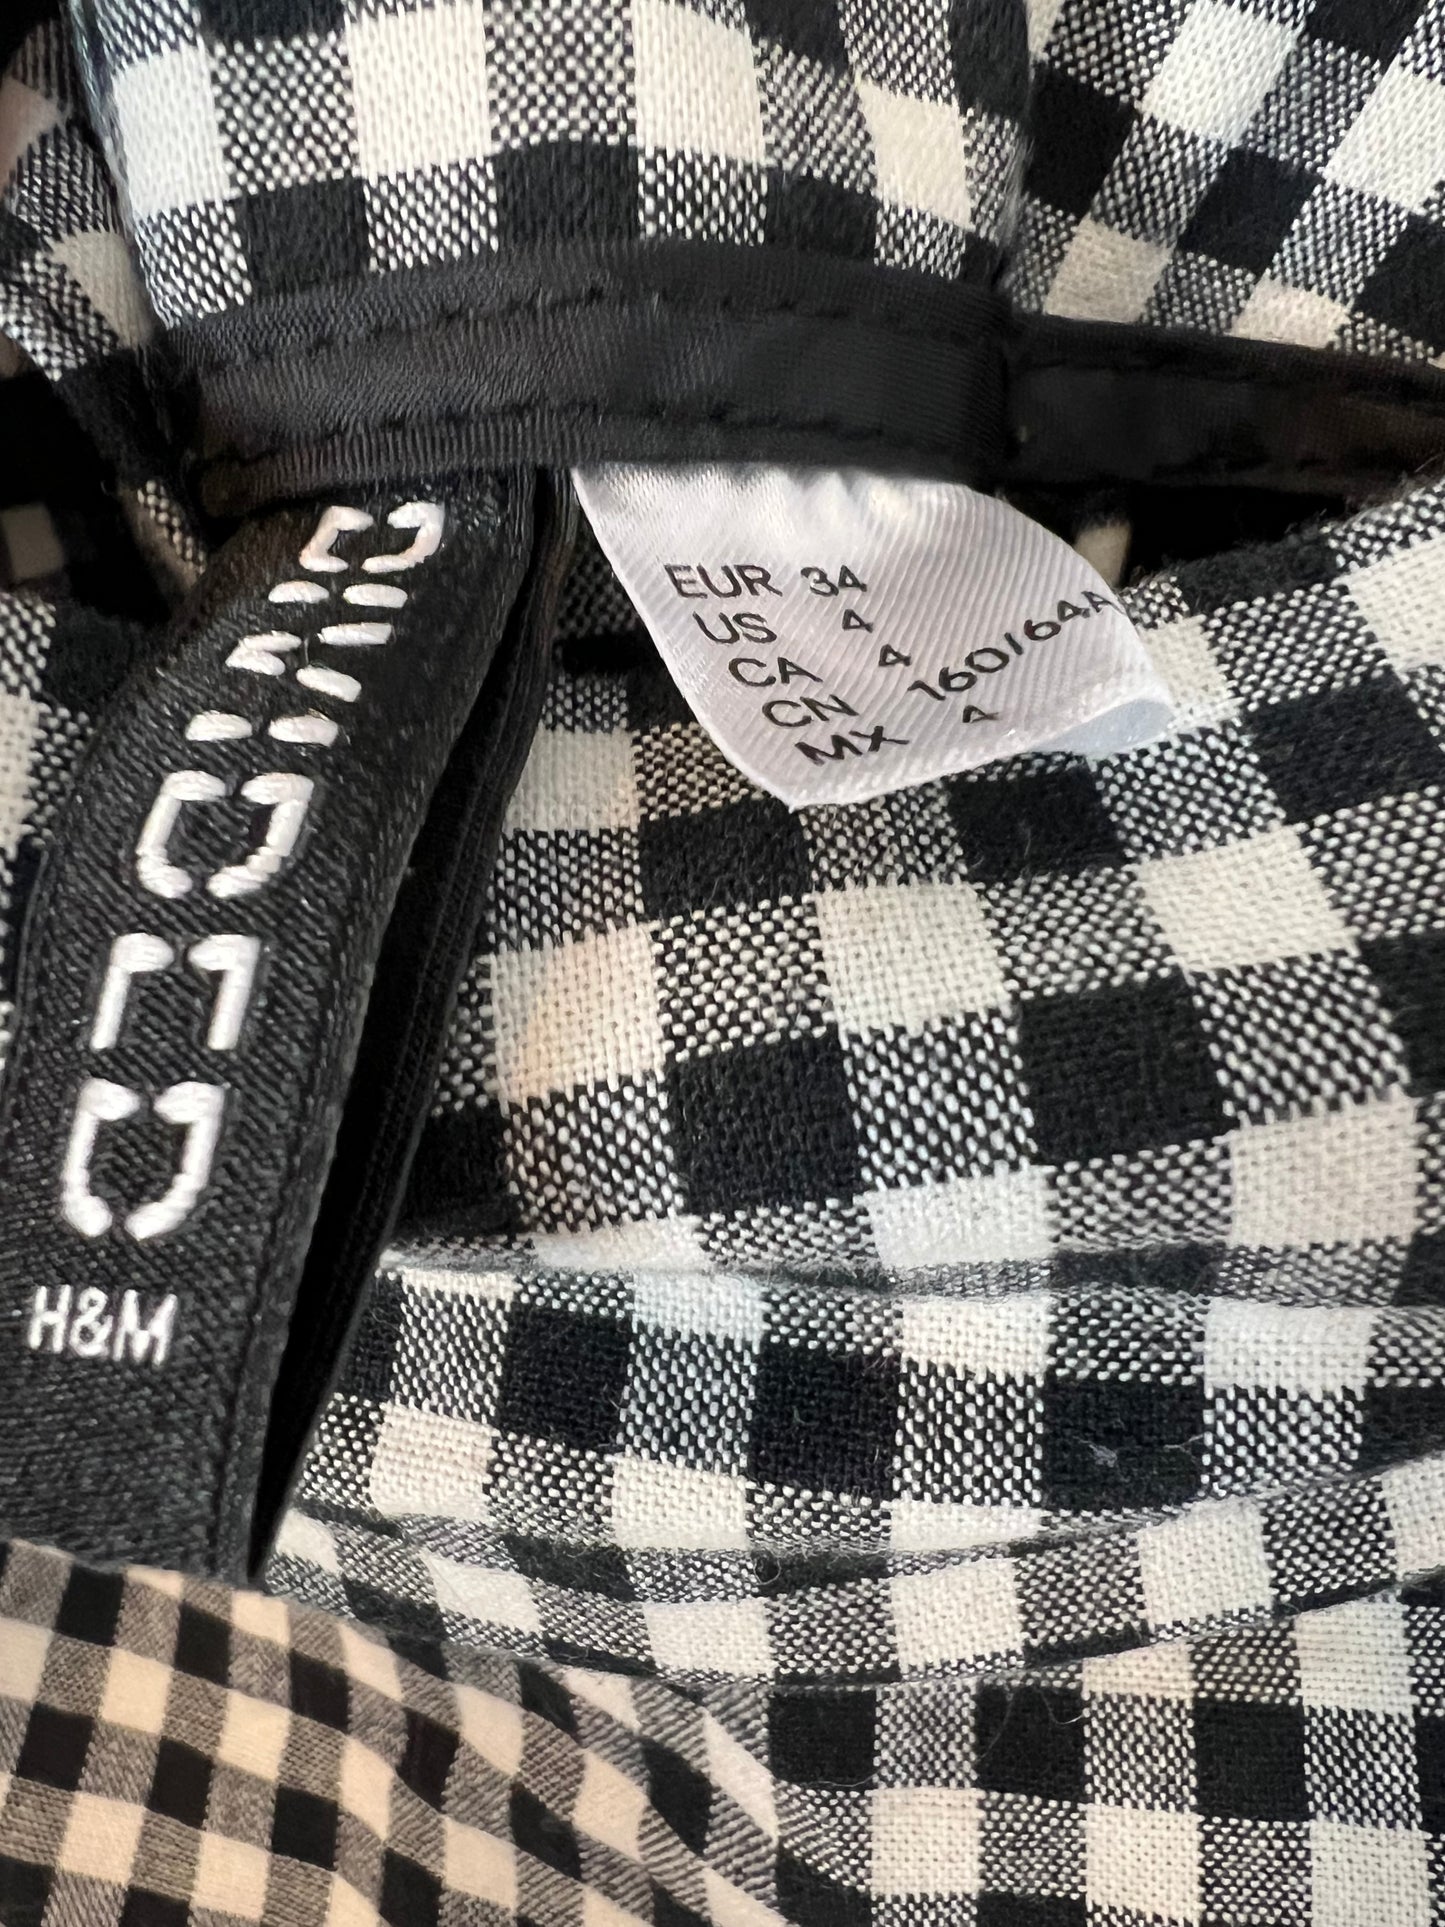 DIVIDED
H&M
EUR 34
US 4
CA 4
CN 160/64A
MX 4